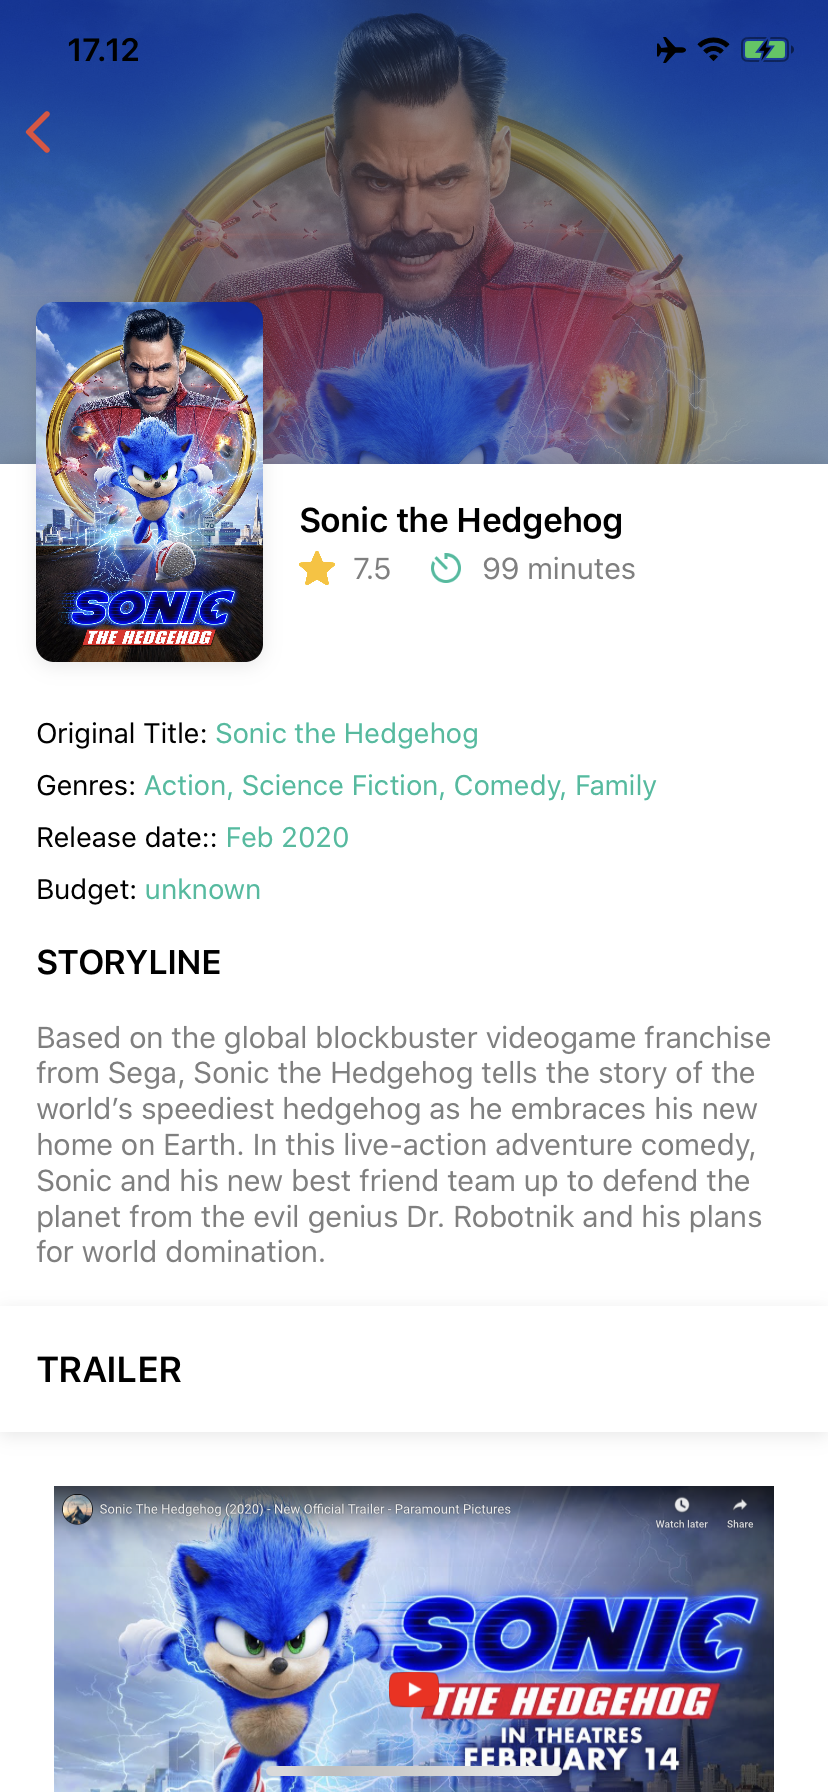 17.12
SONIC
THE HEDGEHOG
Sonic the Hedgehog
7.5 99 minutes
Original Title: Sonic the Hedgehog
Genres: Action, Science Fiction, Comedy, Family
Release date:: Feb 2020
Budget: unknown
STORYLINE
Based on the global blockbuster videogame franchise
from Sega, Sonic the Hedgehog tells the story of the
world’s speediest hedgehog as he embraces his new
home on Earth. In this live-action adventure comedy,
Sonic and his new best friend team up to defend the
planet from the evil genius Dr. Robotnik and his plans
for world domination.
TRAILER
Sonic The Hedgehog (2020) - New Official Trailer - Paramount Pictures
Watch later Share
SONIC
THE HEDGEHOG
IN THEATRES
FEBRUARY 14